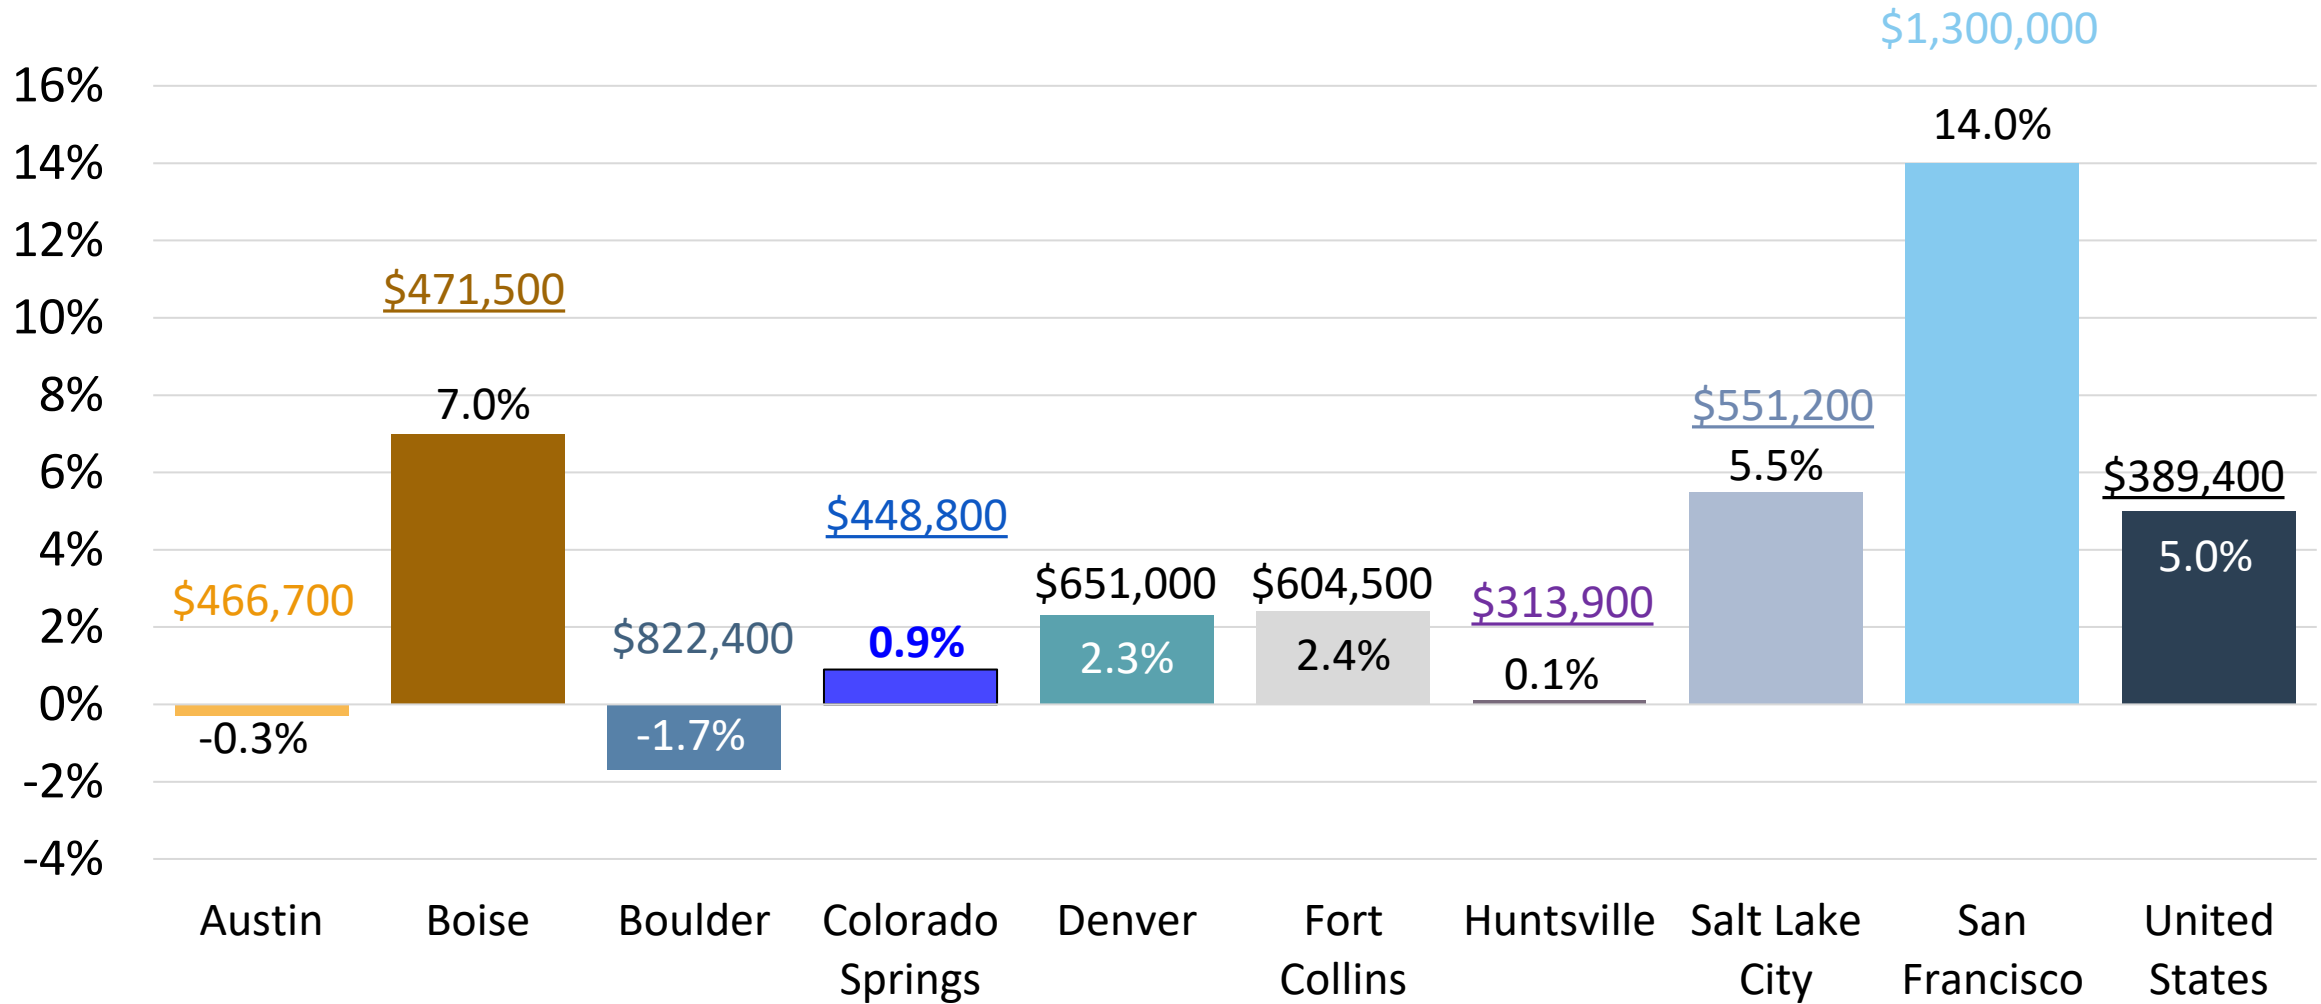 $1,300,000
16%
14.0%
14%
12%
$471,500
10%
$551,200
8%
7.0%
5.5%
6%
$389,400
$448,800
4%
5.0%
$651,000
$604,500
$466,700
$313,900
2%
$822,400
0.9%
2.3%
2.4%
0.1%
0%
-0.3%
-1.7%
-2%
-4%
Austin
Boise
Boulder
Colorado
Springs
Denver
Fort
Collins
Huntsville
Salt Lake
City
San
Francisco
United
States